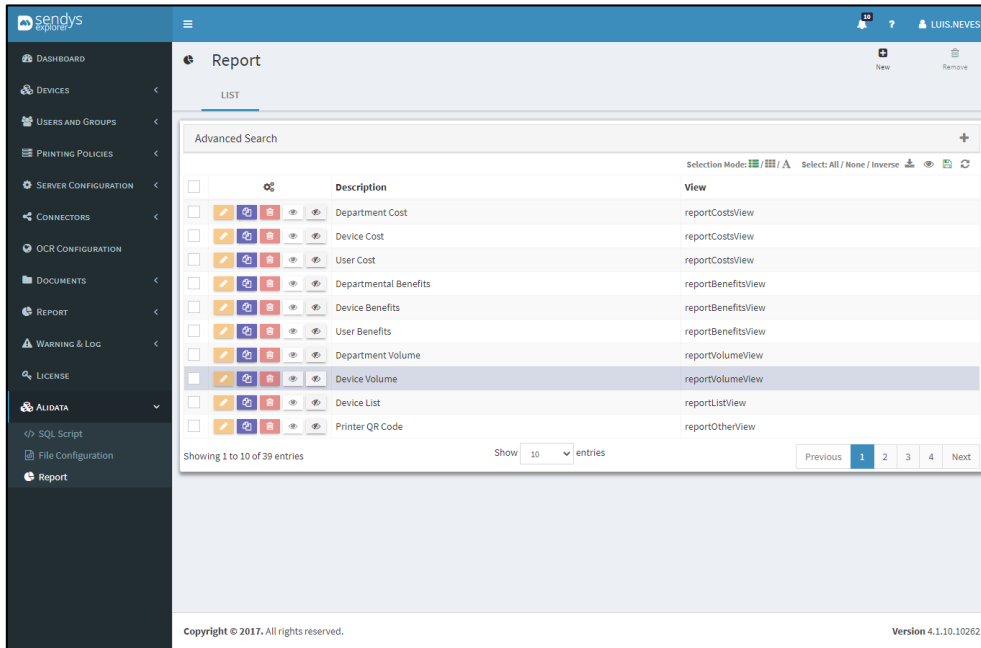 sendys
explorer
10
?
LUIS.NEVES
DASHBOARD
DEVICES
USERS AND GROUPS
PRINTING POLICIES
SERVER CONFIGURATION
CONNECTORS
OCR CONFIGURATION
DOCUMENTS
REPORT
WARNING & LOG
LICENSE
ALIDATA
SQL Script
File Configuration
Report
Report
New
Remove
LIST
Advanced Search
Selection Mode: / / A Select: All / None / Inverse
Description View
Department Cost reportCostsView
Device Cost reportCostsView
User Cost reportCostsView
Departmental Benefits reportBenefitsView
Device Benefits reportBenefitsView
User Benefits reportBenefitsView
Department Volume reportVolumeView
Device Volume reportVolumeView
Device List reportListView
Printer QR Code reportOtherView
Showing 1 to 10 of 39 entries Show 10 entries Previous 1 2 3 4 Next
Copyright © 2017. All rights reserved. Version 4.1.10.10262